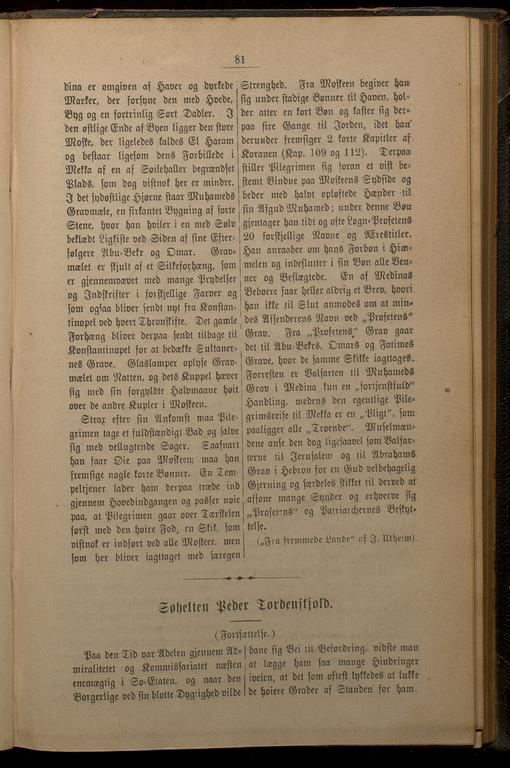 81
dina er omgiven af Haver og dyrkede
Marker, der forsyne den med Hvede,
Byg og en fortrinlig Sort Dadler. I
den østlige Ende af Byen ligger den store
Moske, der ligeledes kaldes El Haram
og bestaar ligesom dens Forbillede i
Mekka af en af Søilehaller begrændset
Plads, som dog vistnok her er mindre.
I det sydøstlige Hjørne staar Muhameds
Gravmæle, en firkantet Bygning af sorte
Stene, hvor han hviler i en med Sølv
beklædt Ligkiste ved Siden af sine Efter-
følgere Abu-Bekr og Omar. Grav-
mælet er skjult af et Silkeforhæng, som
er gjennemvævet med mange Prydelser
og Indskrifter i forskjellige Farver og
som ogsaa bliver sendt nyt fra Konstan-
tinopel ved hvert Thronskifte. Det gamle
Forhæng bliver derpaa sendt tilbage til
Konstantinopel for at bedække Sultaner-
nes Grave. Glaslamper oplyse Grav-
mælet om Natten, og dets Kuppel hæver
sig med sin forgyldte Halvmaane høit
over de andre Kupler i Moskeen.
Strax efter sin Ankomst maa Pile-
grimen tage et fuldstændigt Bad og salve
sig med vellugtende Sager. Saasnart
han faar Øie paa Moskeen, maa han
fremsige nogle korte Bønner. En Tem-
peltjener lader ham derpaa træde ind
gjennem Hovedindgangen og passer nøie
paa, at Pilegrimen gaar over Tærskelen
først med den høire Fod, en Skik, som
vistnok er indført ved alle Moskeer, men
som her bliver iagttaget med særegen
Strenghed. Fra Moskeen begiver han
sig under stadige Bønner til Haven, hol-
der atter en kort Bøn og kaster sig der-
paa fire Gange til Jorden, idet han
derunder fremsiger 2 korte Kapitler af
Koranen (Kap. 109 og 112). Derpaa
stiller Pilegrimen sig foran et vist be-
stemt Vindue paa Moskeens Sydside og
beder med halvt opløftede Hænder til
sin Afgud Muhamed; under denne Bøn
gjentager han tid og ofte Løgn-Profetens
20 forskjellige Navne og Ærestitler.
Han anraaber om hans Forbøn i Him-
melen og indeslutter i sin Bøn alle Ven-
ner og Beslægtede. En af Medinas
Beboere faar heller aldrig et Brev, hvori
han ikke til Slut anmodes om at min-
des Afsenderens Navn ved „Profetens"
Grav. Fra „Profetens" Grav gaar
det til Abu-Bekrs, Omars og Fatimes
Grave, hvor de samme Skikke iagttages.
Forresten er Valfarten til Muhameds
Grav i Medina kun en „fortjenstfuld"
Handling, medens den egentlige Pile-
grimsreise til Mekka er en „Pligt", som
paaligger alle „Troende". Muselmæn-
dene anse den dog ligesaavel som Valfar-
terne til Jerusalem og til Abrahams
Grav i Hebron for en Gud velbehagelig
Gjerning og særdeles skikket til derved at
afsone mange Synder og erhverve sig
„Profetens" og Patriarchernes Beskyt-
telse.
(„Fra fremmede Lande" af J. Utheim).
Søhelten Peder Tordenskjold.
(Fortsættelse.)
Paa den Tid var Adelen gjennem Ad-
miralitetet og Kommissariatet næsten
enemægtig i Sø-Etaten, og naar den
Borgerlige ved sin blotte Dygtighed vilde
bane sig Vei til Befordring, vidste man
at lægge ham saa mange Hindringer
iveien, at det som oftest lykkedes at lukke
de høiere Grader af Standen for ham.